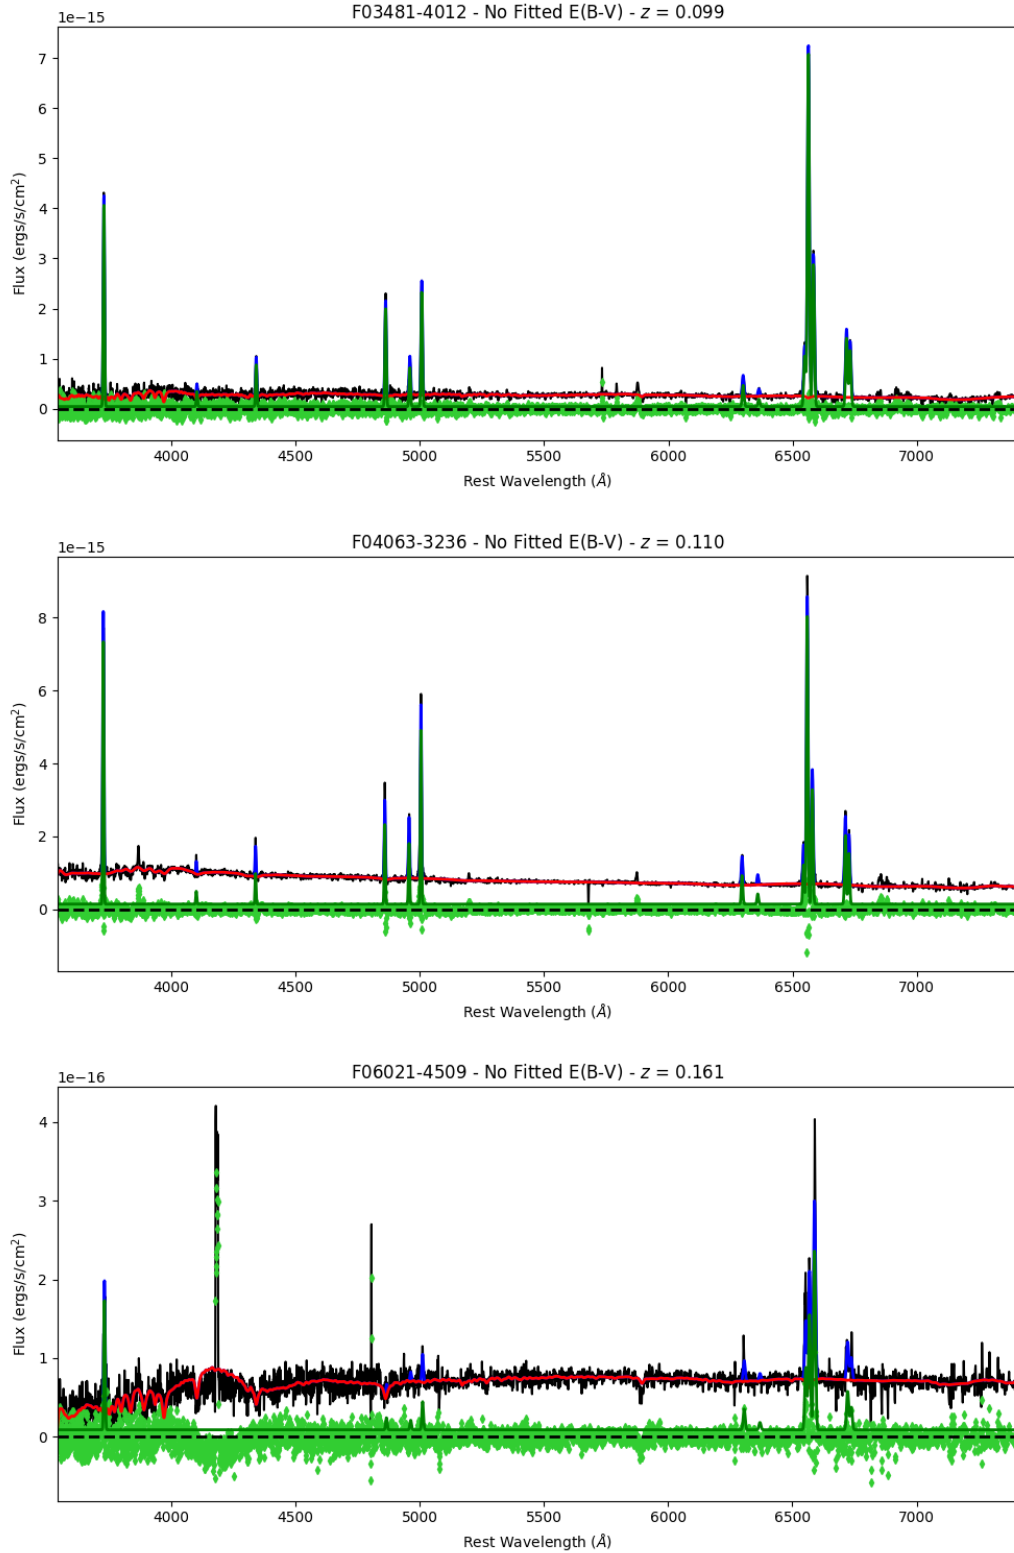 F03481-4012 - No Fitted E(B-V) - z = 0.099
1e−15
Flux (ergs/s/cm²)
7
6
5
4
3
2
1
0
4000 4500 5000 5500 6000 6500 7000
Rest Wavelength (Å)
F04063-3236 - No Fitted E(B-V) - z = 0.110
1e−15
Flux (ergs/s/cm²)
8
6
4
2
0
4000 4500 5000 5500 6000 6500 7000
Rest Wavelength (Å)
F06021-4509 - No Fitted E(B-V) - z = 0.161
1e−16
Flux (ergs/s/cm²)
4
3
2
1
0
4000 4500 5000 5500 6000 6500 7000
Rest Wavelength (Å)